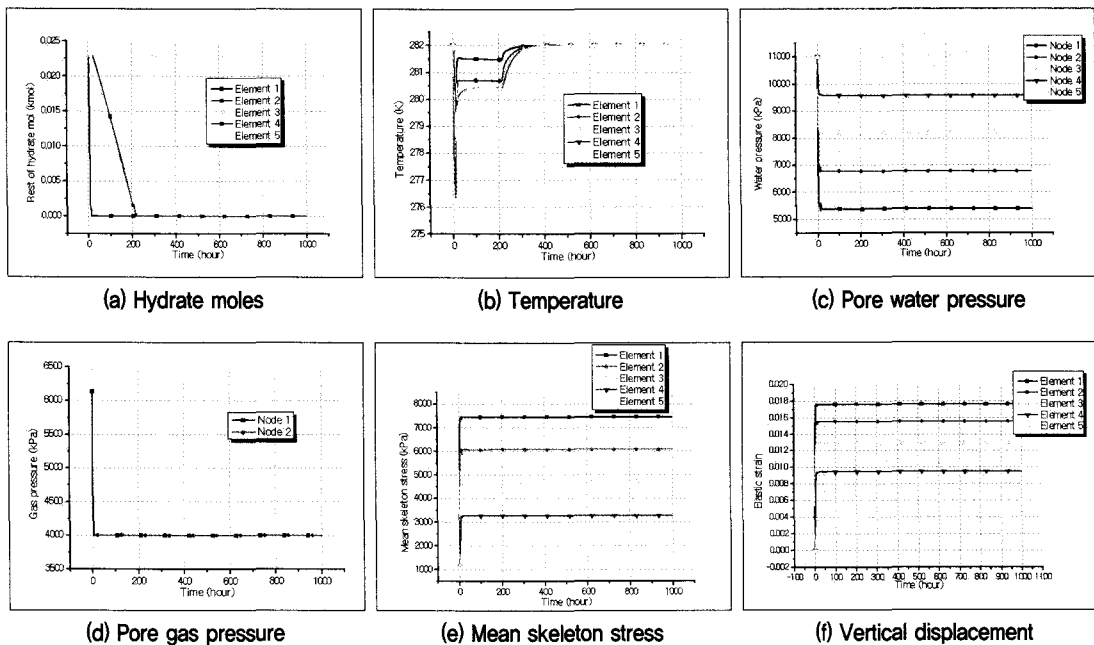 0.030
0.025
0.020
0.015
0.010
0.005
0.000
Rest of hydrate mol (kmol)
Element 1
Element 2
Element 3
Element 4
Element 5
0
200
400
600
800
1000
Time (hour)
(a) Hydrate moles
282
281
280
279
278
277
276
275
Temperature (K)
Element 1
Element 2
Element 3
Element 4
Element 5
0
200
400
600
800
1000
Time (hour)
(b) Temperature
11000
10000
9000
8000
7000
6000
5000
Water pressure (kPa)
Node 1
Node 2
Node 3
Node 4
Node 5
0
200
400
600
800
1000
Time (hour)
(c) Pore water pressure
6500
6000
5500
5000
4500
4000
3500
Gas pressure (kPa)
Node 1
Node 2
0
200
400
600
800
1000
Time (hour)
(d) Pore gas pressure
8000
7000
6000
5000
4000
3000
2000
1000
Mean skeleton stress (kPa)
Element 1
Element 2
Element 3
Element 4
Element 5
0
200
400
600
800
1000
Time (hour)
(e) Mean skeleton stress
0.020
0.018
0.016
0.014
0.012
0.010
0.008
0.006
0.004
0.002
0.000
-0.002
Elastic strain
Element 1
Element 2
Element 3
Element 4
Element 5
-100 0 100 200 300 400 500 600 700 800 900 1000 1100
Time (hour)
(f) Vertical displacement